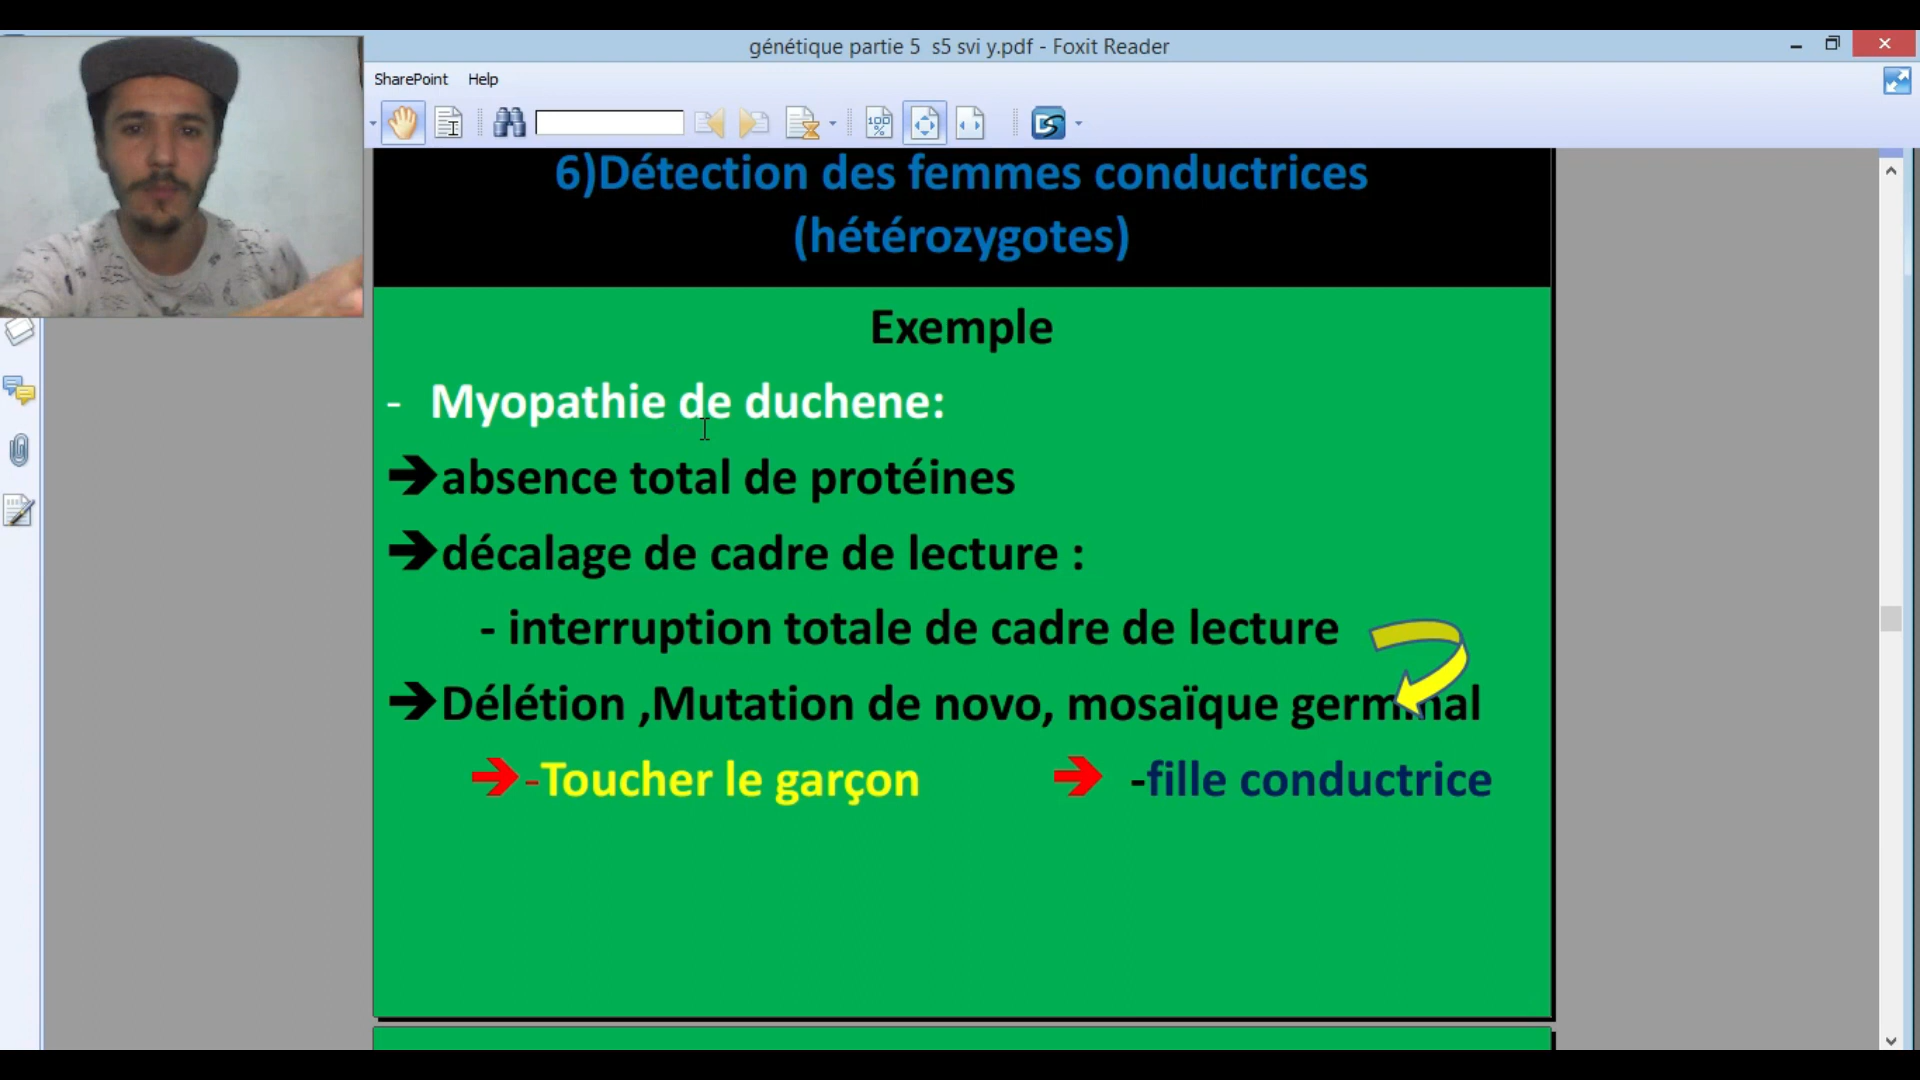 génétique partie 5 s5 svi y.pdf - Foxit Reader
SharePoint Help
100
%
6)Détection des femmes conductrices
(hétérozygotes)
Exemple
- Myopathie de duchene:
➔absence total de protéines
➔décalage de cadre de lecture :
- interruption totale de cadre de lecture
➔Délétion ,Mutation de novo, mosaïque germinal
➔-Toucher le garçon ➔ -fille conductrice